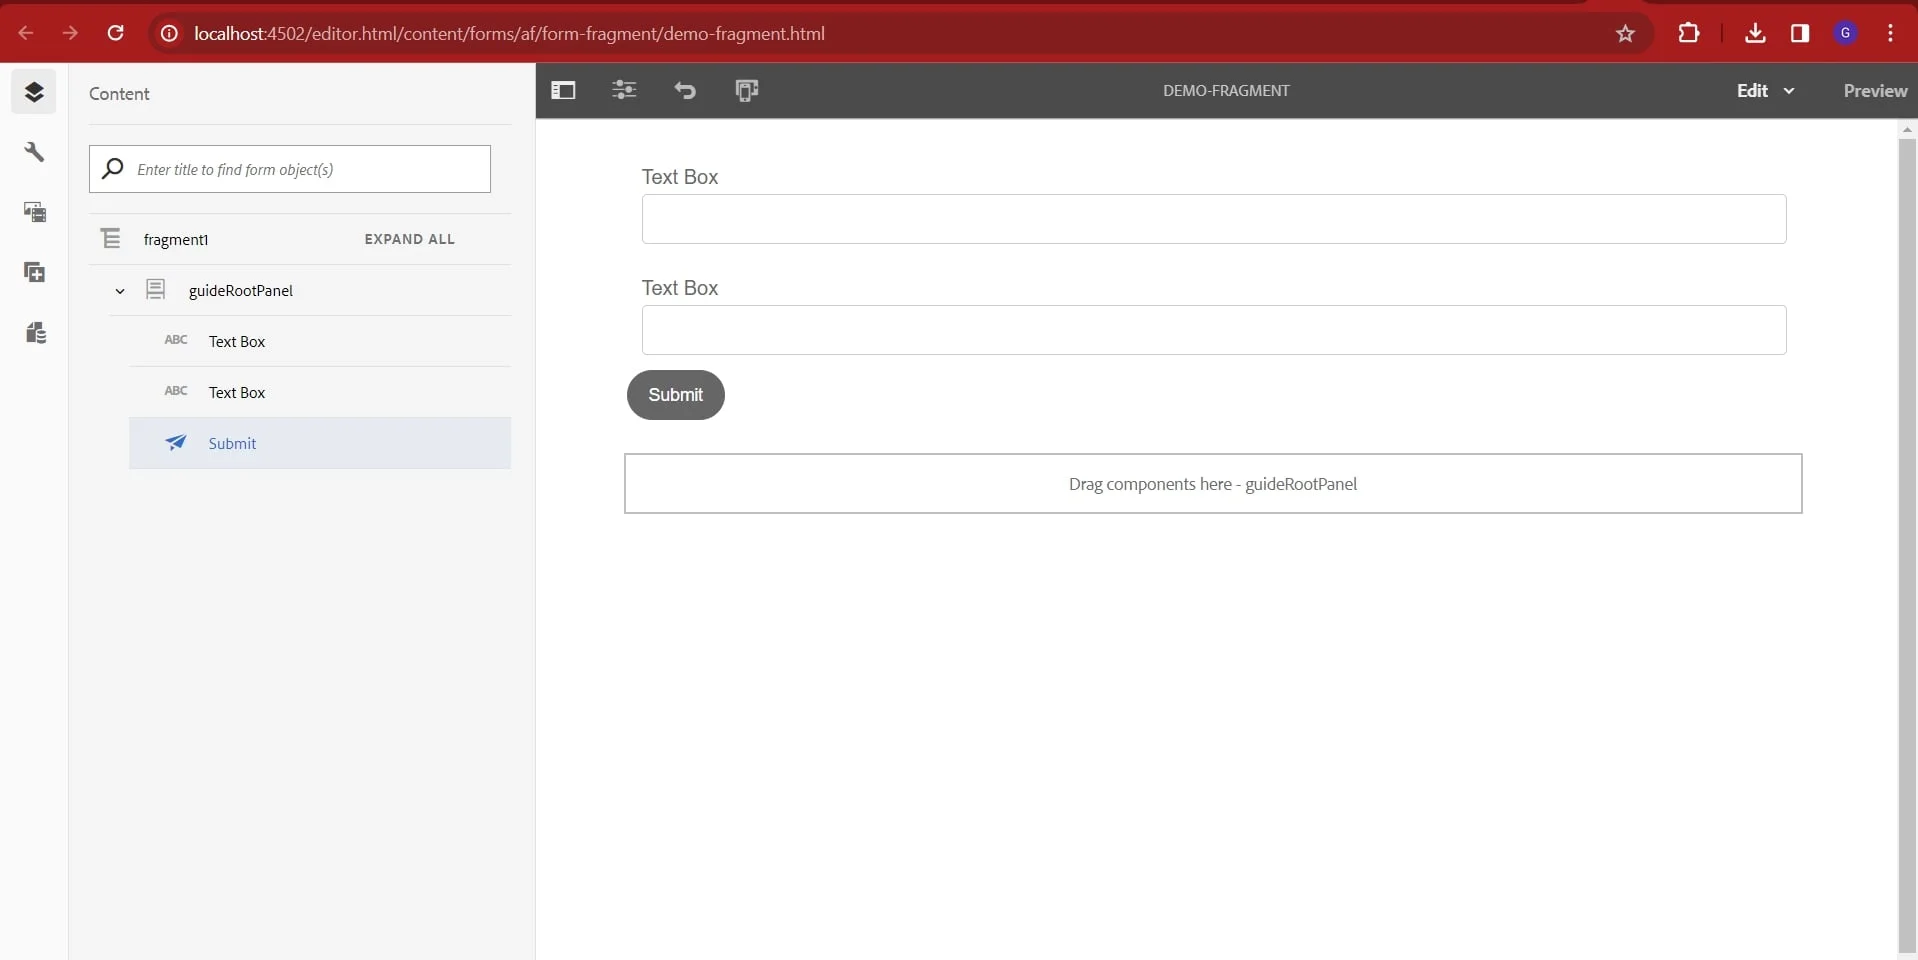 localhost:4502/editor.html/content/forms/af/form-fragment/demo-fragment.html
G
Content
Enter title to find form object(s)
fragment1
EXPAND ALL
guideRootPanel
ABC Text Box
ABC Text Box
Submit
DEMO-FRAGMENT
Edit
Preview
Text Box
Text Box
Submit
Drag components here - guideRootPanel